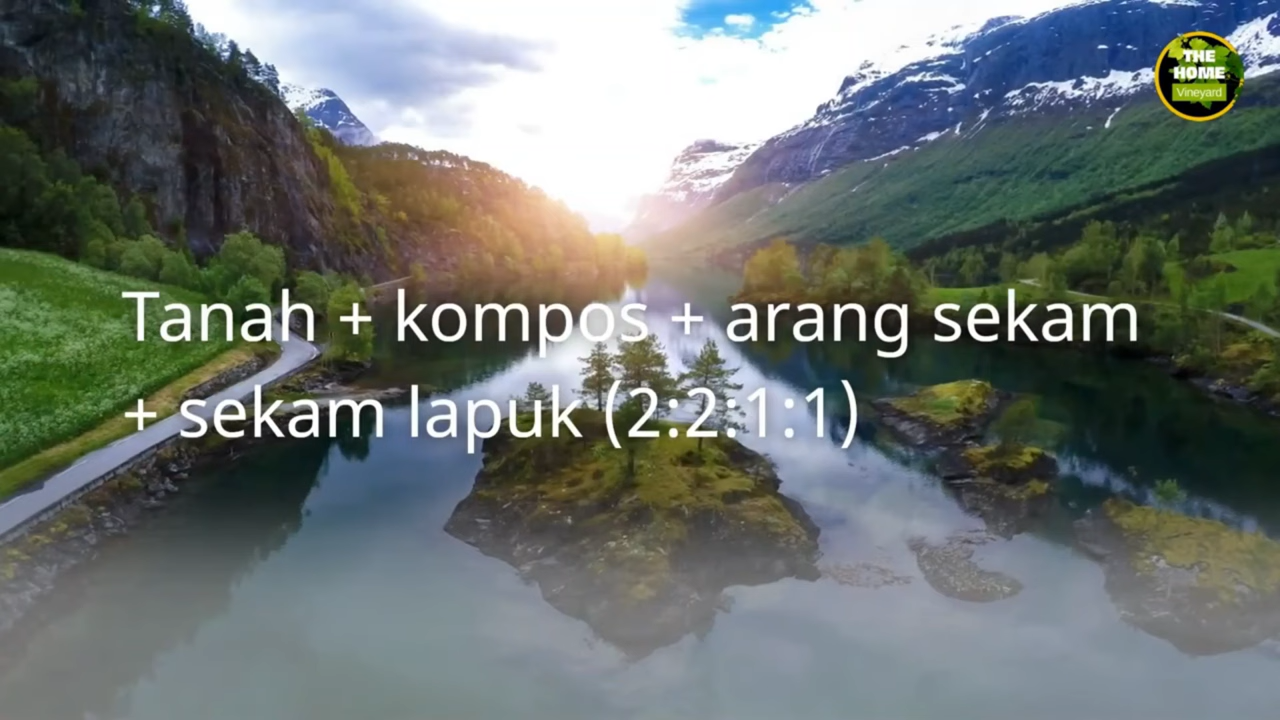 THE
HOME
Vineyard
Tanah + kompos + arang sekam
+ sekam lapuk (2:2:1:1)